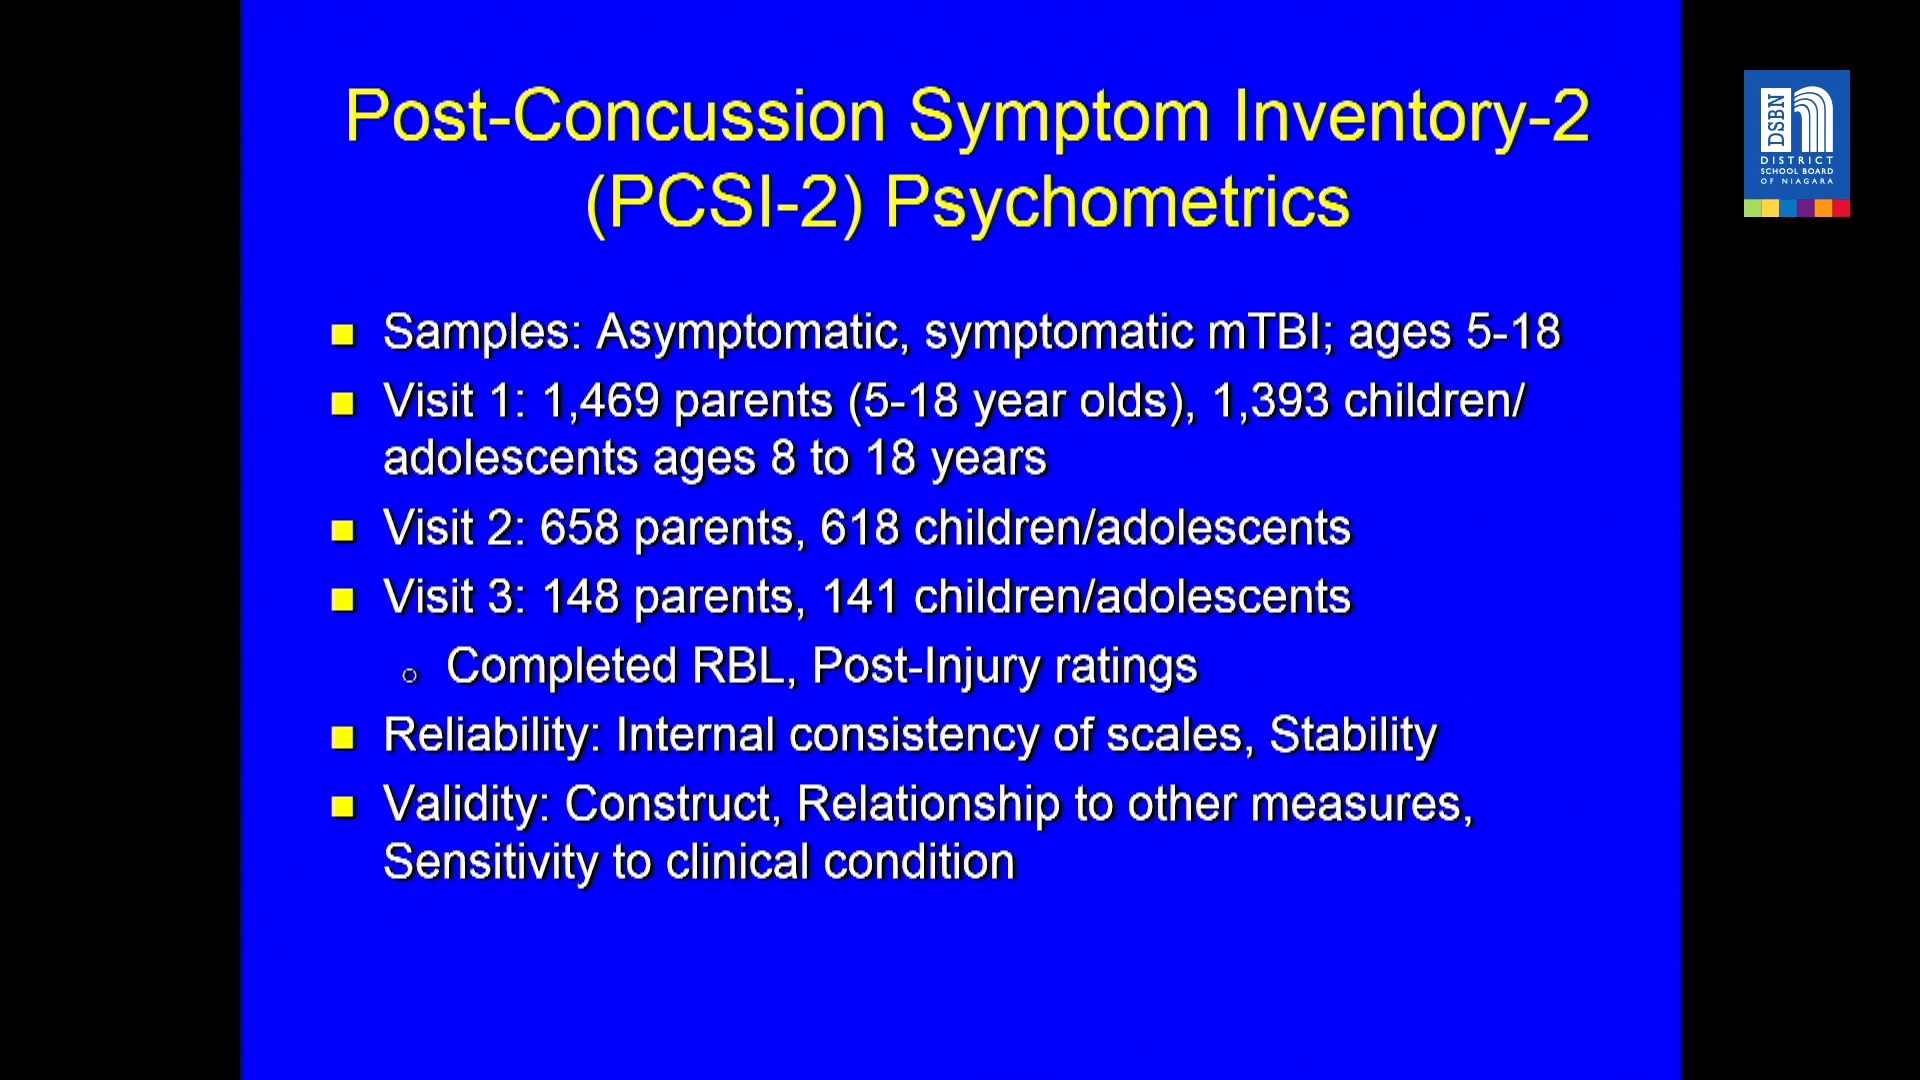 Post-Concussion Symptom Inventory-2
(PCSI-2) Psychometrics
Samples: Asymptomatic, symptomatic mTBI; ages 5-18
Visit 1: 1,469 parents (5-18 year olds), 1,393 children/
adolescents ages 8 to 18 years
Visit 2: 658 parents, 618 children/adolescents
Visit 3: 148 parents, 141 children/adolescents
Completed RBL, Post-Injury ratings
Reliability: Internal consistency of scales, Stability
Validity: Construct, Relationship to other measures,
Sensitivity to clinical condition
DSBN
DISTRICT
SCHOOL BOARD
OF NIAGARA